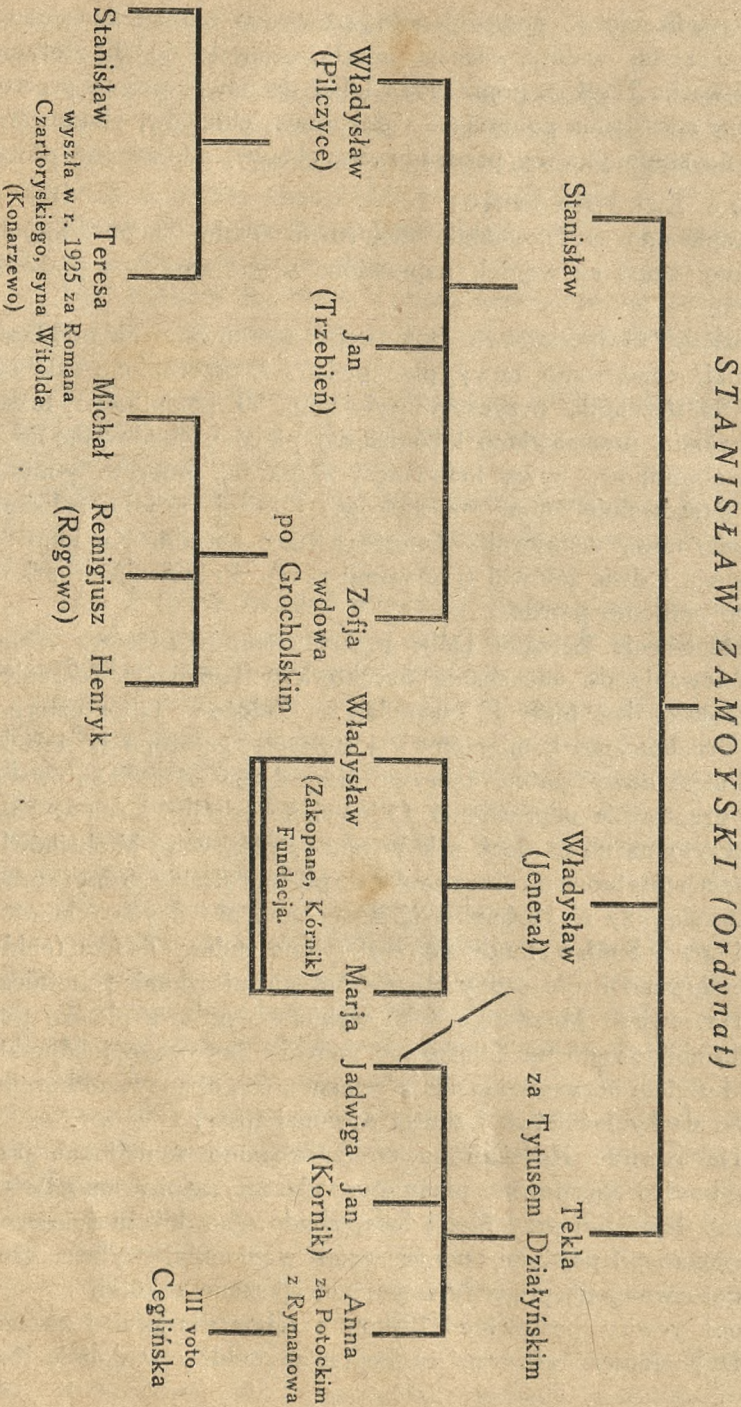 STANISŁAW ZAMOYSKI (Ordynat)
Stanisław
Władysław
(Jenerał)
Tekla
za Tytusem Działyńskim
Władysław
(Pilczyce)
Jan
(Trzebień)
Zofja
wdowa
po Grocholskim
Władysław
Marja
(Zakopane, Kórnik)
Fundacja.
Jadwiga
Jan
(Kórnik)
Anna
za Potockim
z Rymanowa
Stanisław
Teresa
wyszła w r. 1925 za Romana
Czartoryskiego, syna Witolda
(Konarzewo)
Michał
Remigjusz
(Rogowo)
Henryk
III voto
Ceglińska